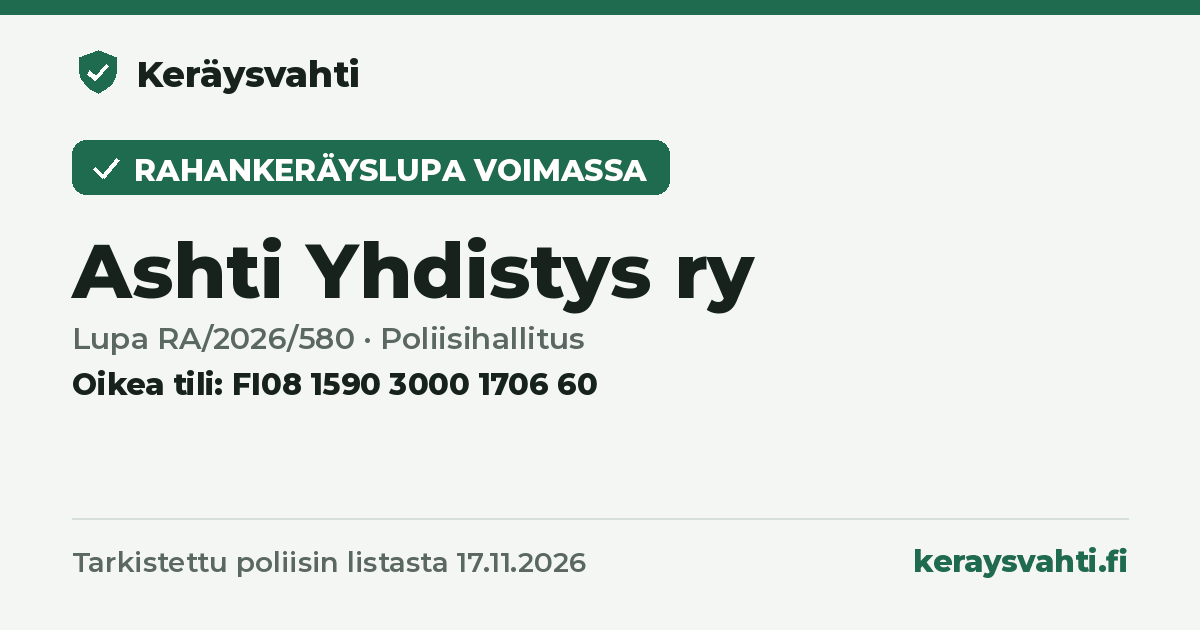 Keräysvahti
RAHANKERÄYSLUPA VOIMASSA
Ashti Yhdistys ry
Lupa RA/2026/580 · Poliisihallitus
Oikea tili: FI08 1590 3000 1706 60
Tarkistettu poliisin listasta 17.11.2026
keraysvahti.fi